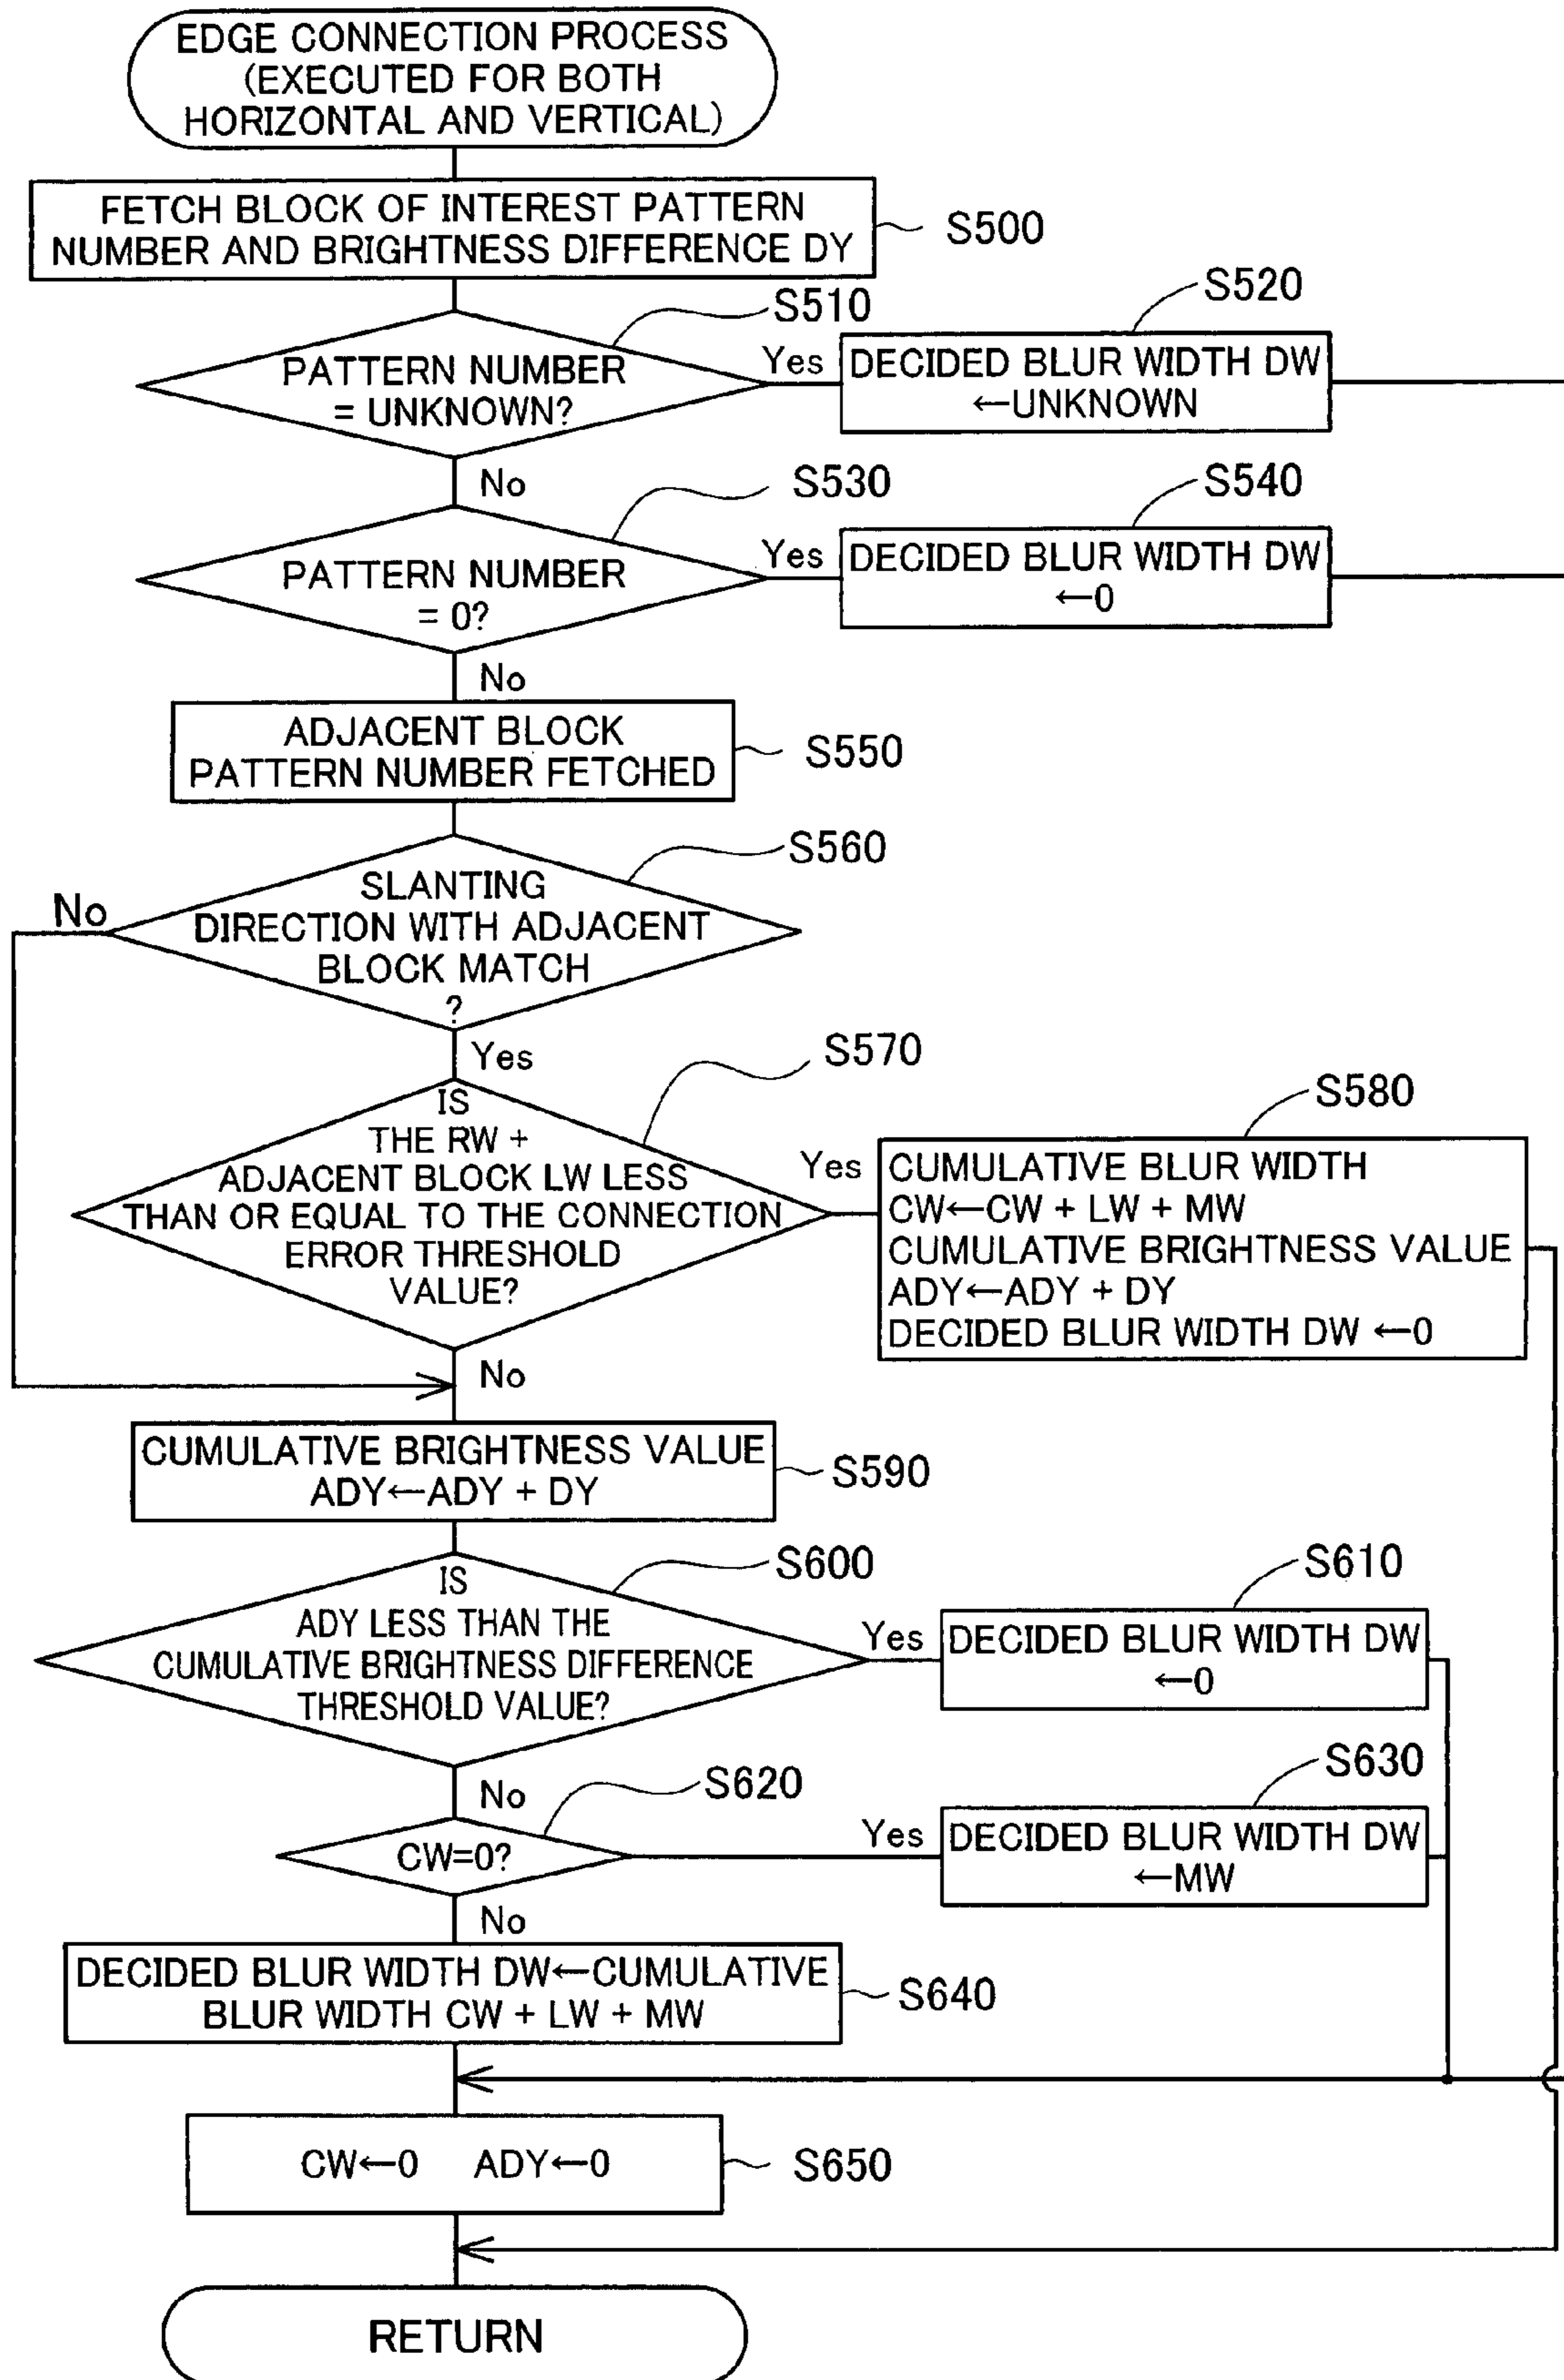 EDGE CONNECTION PROCESS
(EXECUTED FOR BOTH
HORIZONTAL AND VERTICAL)
FETCH BLOCK OF INTEREST PATTERN
NUMBER AND BRIGHTNESS DIFFERENCE DY
S500
S510
PATTERN NUMBER
= UNKNOWN?
Yes
S520
DECIDED BLUR WIDTH DW
←UNKNOWN
No
S530
PATTERN NUMBER
= 0?
Yes
S540
DECIDED BLUR WIDTH DW
←0
No
ADJACENT BLOCK
PATTERN NUMBER FETCHED
S550
S560
SLANTING
DIRECTION WITH ADJACENT
BLOCK MATCH
?
No
Yes
S570
IS
THE RW +
ADJACENT BLOCK LW LESS
THAN OR EQUAL TO THE CONNECTION
ERROR THRESHOLD
VALUE?
Yes
S580
CUMULATIVE BLUR WIDTH
CW←CW + LW + MW
CUMULATIVE BRIGHTNESS VALUE
ADY←ADY + DY
DECIDED BLUR WIDTH DW ←0
No
CUMULATIVE BRIGHTNESS VALUE
ADY←ADY + DY
S590
S600
IS
ADY LESS THAN THE
CUMULATIVE BRIGHTNESS DIFFERENCE
THRESHOLD VALUE?
Yes
S610
DECIDED BLUR WIDTH DW
←0
No
S620
CW=0?
Yes
S630
DECIDED BLUR WIDTH DW
←MW
No
DECIDED BLUR WIDTH DW←CUMULATIVE
BLUR WIDTH CW + LW + MW
S640
CW←0 ADY←0
S650
RETURN